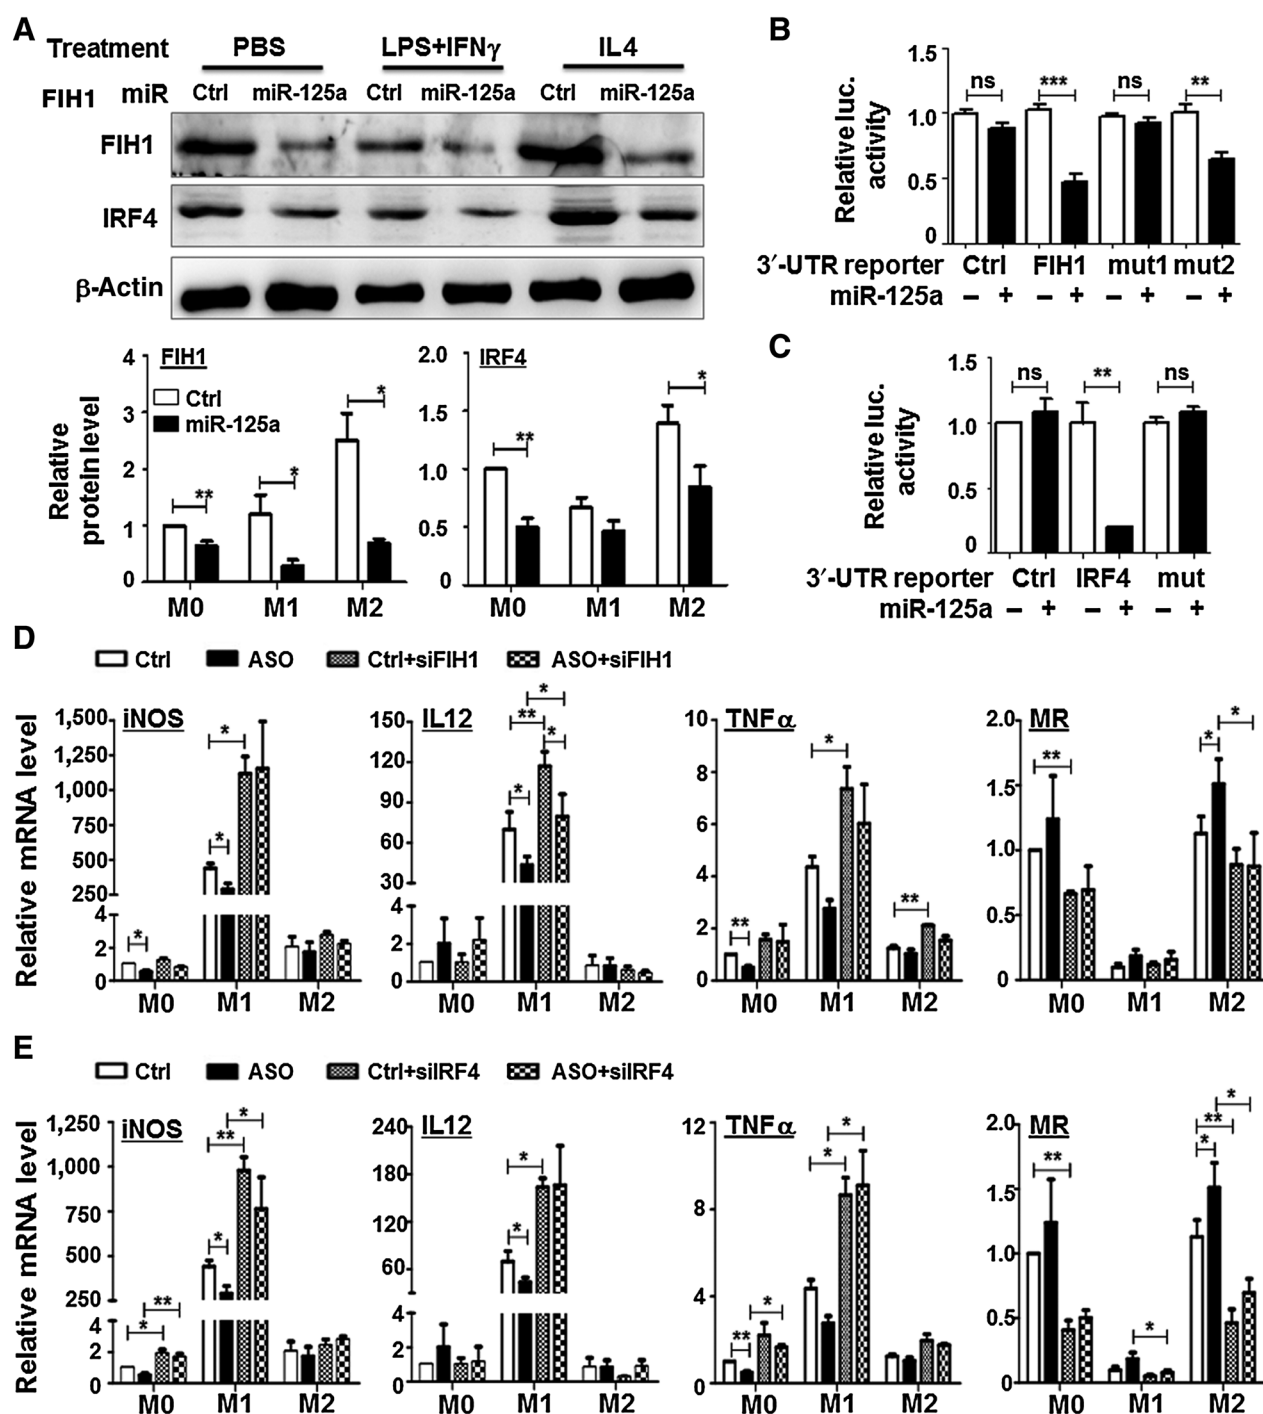 A
Treatment PBS LPS+IFNγ IL4
FIH1 miR Ctrl miR-125a Ctrl miR-125a Ctrl miR-125a
FIH1
IRF4
β-Actin
Relative protein level
4 3 2 1 0
FIH1
Ctrl
miR-125a
** * *
M0 M1 M2
2.0 1.5 1.0 0.5 0
IRF4
** *
M0 M1 M2
B
Relative luc. activity
1.5 1.0 0.5 0
ns *** ns **
3′-UTR reporter Ctrl FIH1 mut1 mut2
miR-125a – + – + – + – +
C
Relative luc. activity
1.5 1.0 0.5 0
ns ** ns
3′-UTR reporter Ctrl IRF4 mut
miR-125a – + – + – +
D
Ctrl ASO Ctrl+siFIH1 ASO+siFIH1
Relative mRNA level
iNOS
1,500 1,250 1,000 750 500 250 4 2 0
* * *
M0 M1 M2
IL12
150 120 90 60 30 4 2 0
* ** * *
M0 M1 M2
TNFα
10 8 6 4 2 0
** * **
M0 M1 M2
MR
2.0 1.5 1.0 0.5 0
** * *
M0 M1 M2
E
Ctrl ASO Ctrl+siIRF4 ASO+siIRF4
Relative mRNA level
iNOS
1,250 1,000 750 500 250 4 2 0
* ** * ** *
M0 M1 M2
IL12
240 180 120 60 4 2 0
* *
M0 M1 M2
TNFα
12 8 4 0
** * * *
M0 M1 M2
MR
2.0 1.5 1.0 0.5 0
** * * ** *
M0 M1 M2